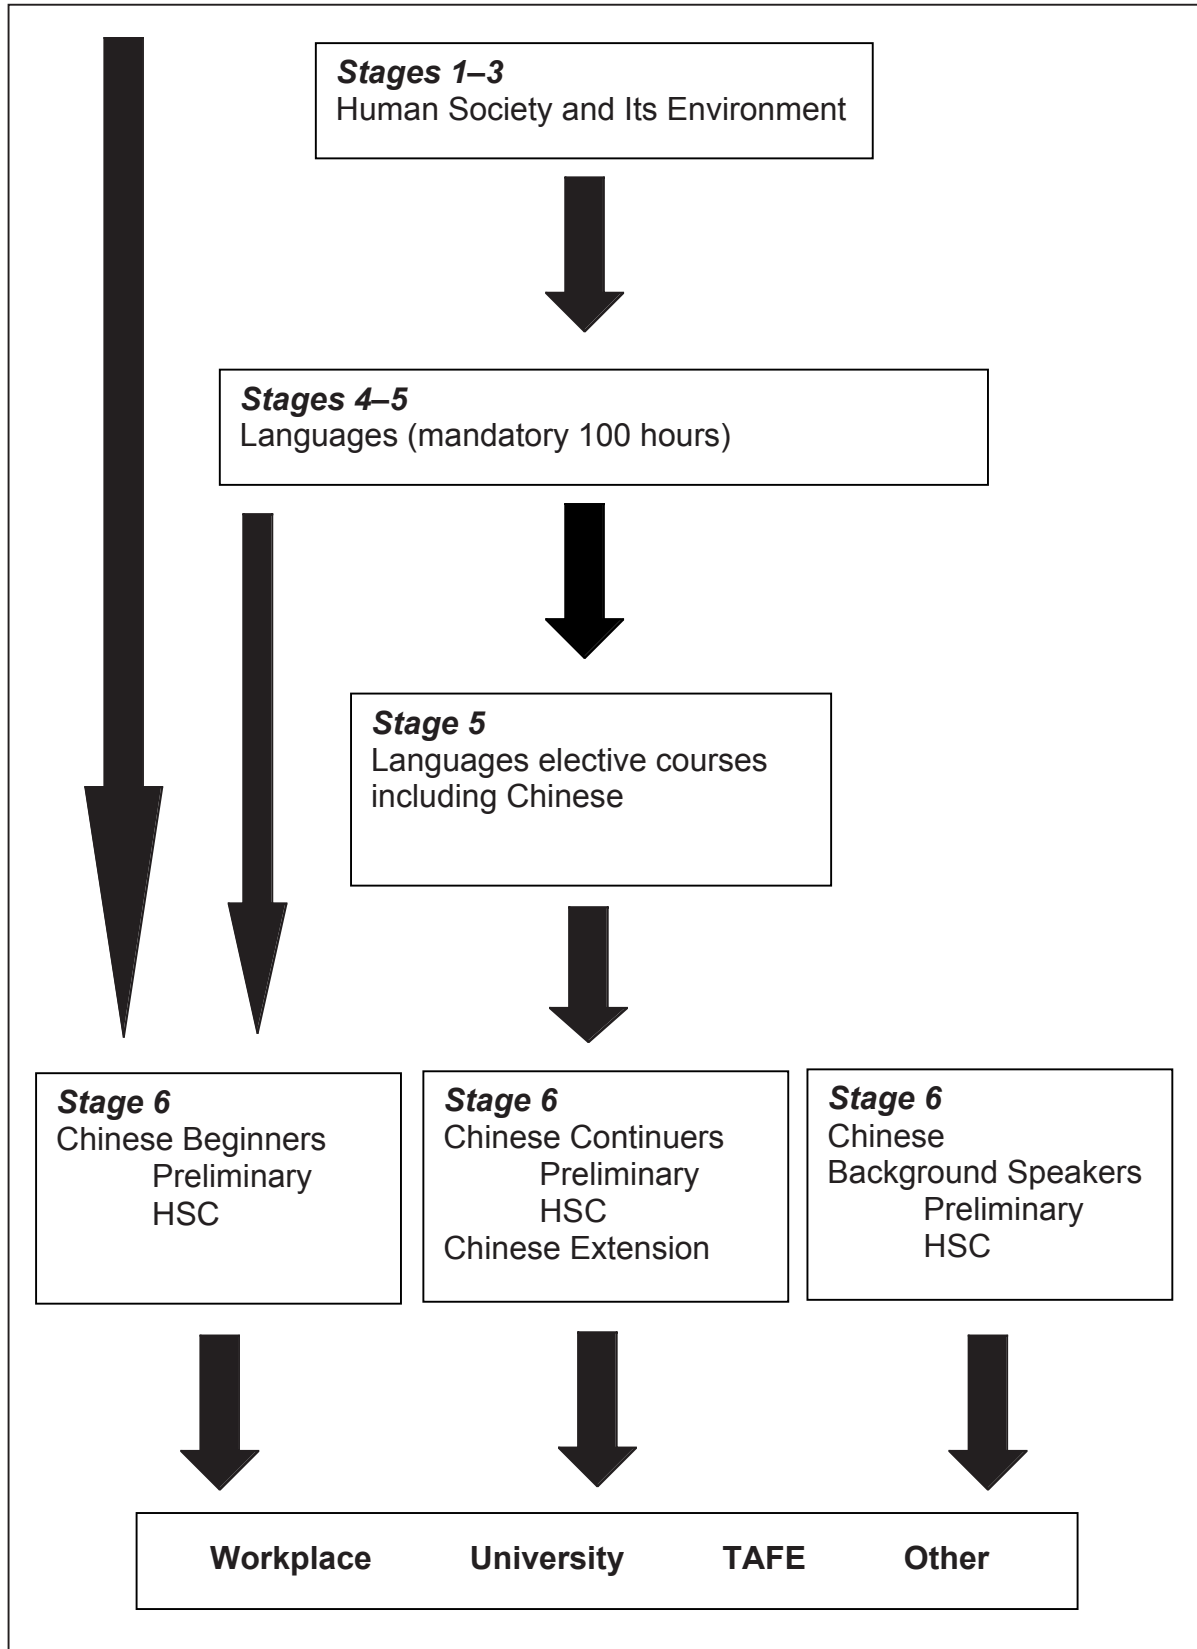 Stages 1–3
Human Society and Its Environment
Stages 4–5
Languages (mandatory 100 hours)
Stage 5
Languages elective courses
including Chinese
Stage 6
Chinese Beginners
Preliminary
HSC
Stage 6
Chinese Continuers
Preliminary
HSC
Chinese Extension
Stage 6
Chinese
Background Speakers
Preliminary
HSC
Workplace University TAFE Other